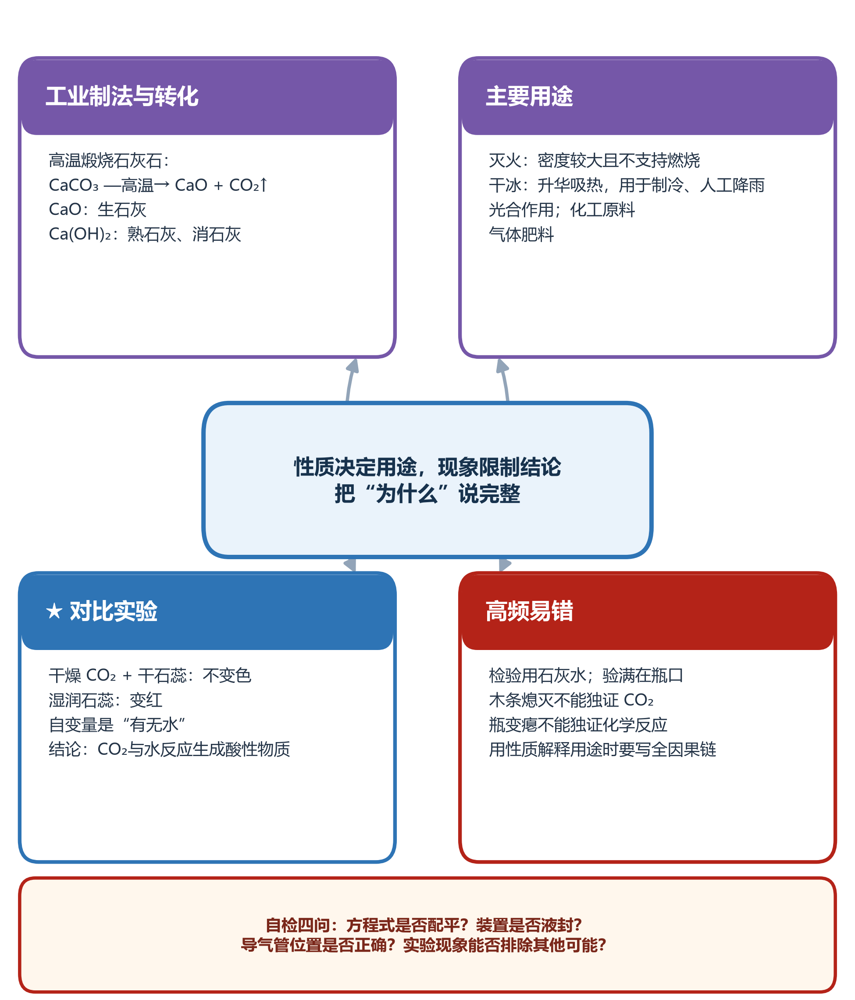 工业制法与转化
高温煅烧石灰石：
CaCO₃ —高温→ CaO + CO₂↑
CaO：生石灰
Ca(OH)₂：熟石灰、消石灰
主要用途
灭火：密度较大且不支持燃烧
干冰：升华吸热，用于制冷、人工降雨
光合作用；化工原料
气体肥料
性质决定用途，现象限制结论
把“为什么”说完整
★ 对比实验
干燥 CO₂ + 干石蕊：不变色
湿润石蕊：变红
自变量是“有无水”
结论：CO₂与水反应生成酸性物质
高频易错
检验用石灰水；验满在瓶口
木条熄灭不能独证 CO₂
瓶变瘪不能独证化学反应
用性质解释用途时要写全因果链
自检四问：方程式是否配平？装置是否液封？
导气管位置是否正确？实验现象能否排除其他可能？